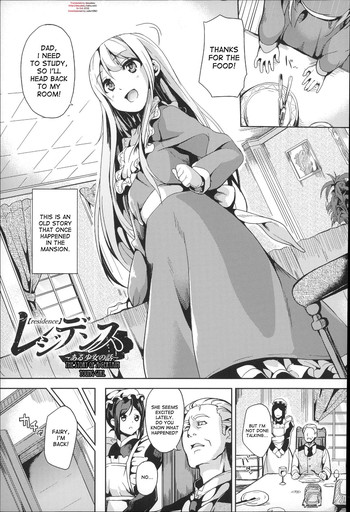 THANKS
FOR THE
FOOD!
DAD,
I NEED
TO STUDY,
SO I'LL
HEAD BACK
TO MY
ROOM!
THIS IS AN
OLD STORY
THAT ONCE
HAPPENED
IN THE
MANSION.
【residence】
レジデンス
~ある少女の話~
BUT I'M
NOT DONE
TALKING...
SHE SEEMS
EXCITED
LATELY.
DO YOU
KNOW WHAT
HAPPENED?
NO...
FAIRY,
I'M BACK!